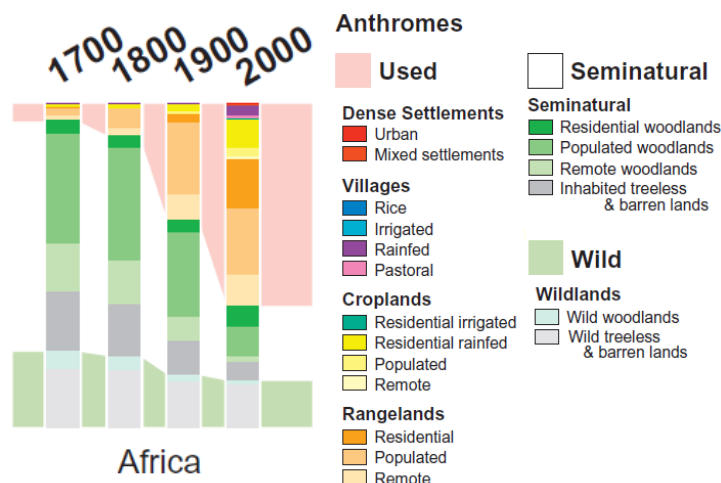 1700 1800 1900 2000
Africa
Anthromes
Used
Dense Settlements
Urban
Mixed settlements
Villages
Rice
Irrigated
Rainfed
Pastoral
Croplands
Residential irrigated
Residential rainfed
Populated
Remote
Rangelands
Residential
Populated
Remote
Seminatural
Seminatural
Residential woodlands
Populated woodlands
Remote woodlands
Inhabited treeless
& barren lands
Wild
Wildlands
Wild woodlands
Wild treeless
& barren lands